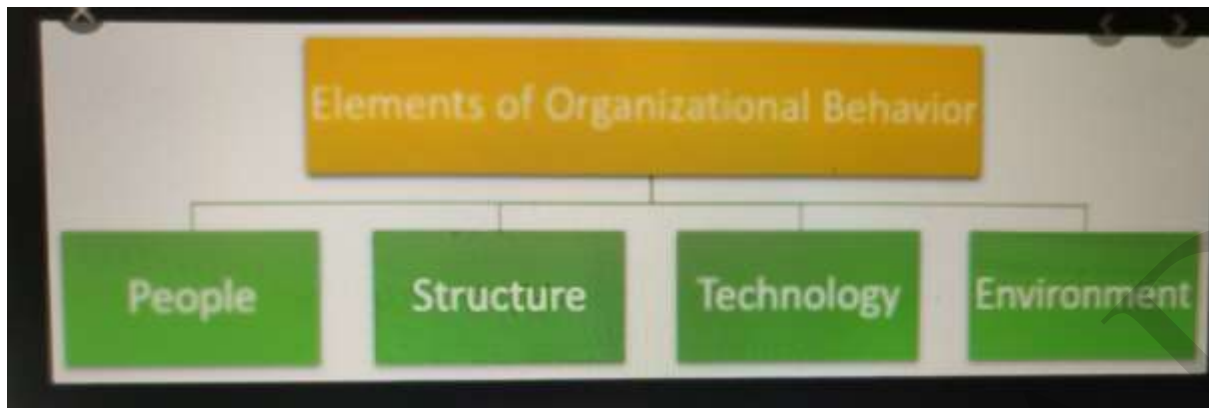 Elements of Organizational Behavior
People
Structure
Technology
Environment